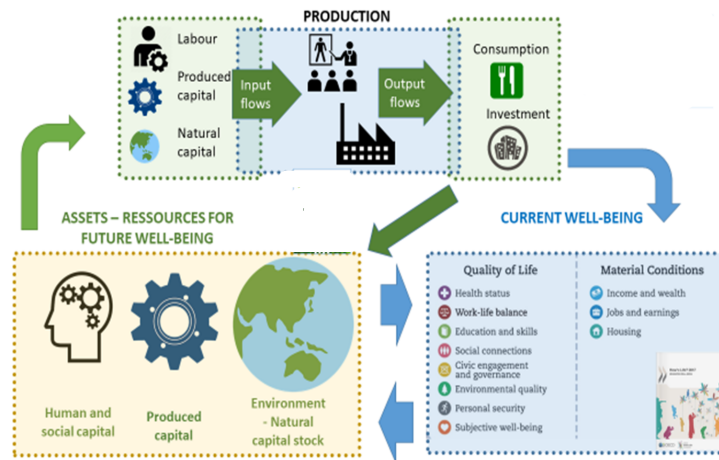 PRODUCTION
Labour
Produced
capital
Natural
capital
Input
flows
Output
flows
Consumption
Investment
ASSETS – RESSOURCES FOR
FUTURE WELL-BEING
CURRENT WELL-BEING
Human and
social capital
Produced
capital
Environment
- Natural
capital stock
Quality of Life
Health status
Work-life balance
Education and skills
Social connections
Civic engagement
and governance
Environmental quality
Personal security
Subjective well-being
Material Conditions
Income and wealth
Jobs and earnings
Housing